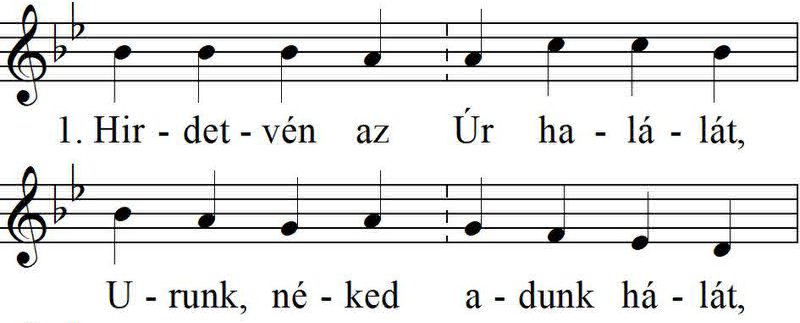 1. Hir - det - vén az Úr ha - lá - lát,
U - runk, né - ked a - dunk há - lát,